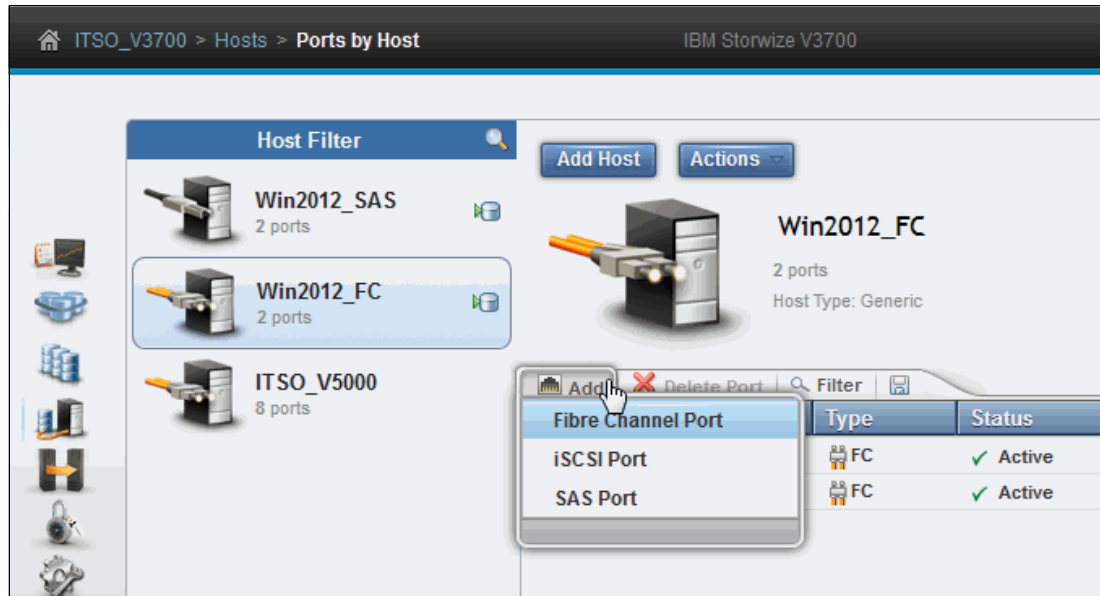 ITSO_V3700 > Hosts > Ports by Host
IBM Storwize V3700
Host Filter
Win2012_SAS
2 ports
Win2012_FC
2 ports
ITSO_V5000
8 ports
Add Host
Actions
Win2012_FC
2 ports
Host Type: Generic
Add
Delete Port
Filter
Fibre Channel Port
iSCSI Port
SAS Port
Type
Status
FC
Active
FC
Active